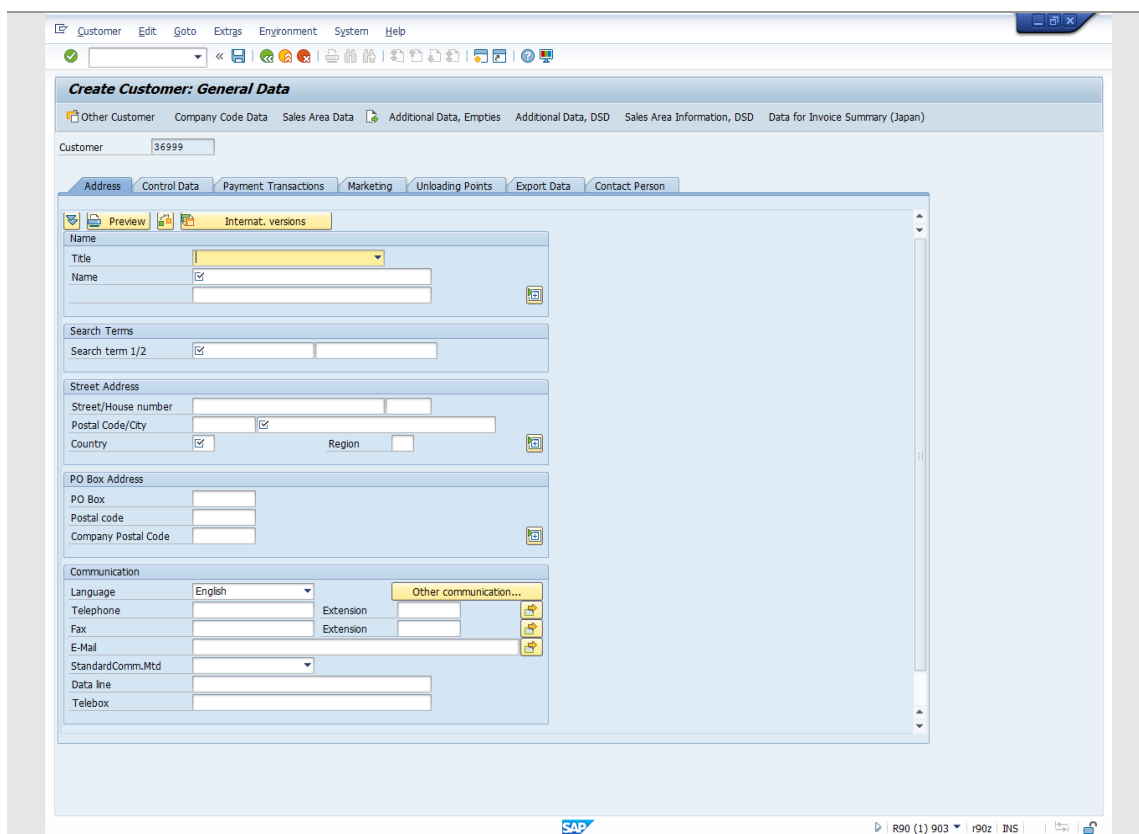 Customer Edit Goto Extras Environment System Help
Create Customer: General Data
Other Customer Company Code Data Sales Area Data Additional Data, Empties Additional Data, DSD Sales Area Information, DSD Data for Invoice Summary (Japan)
Customer 36999
Address Control Data Payment Transactions Marketing Unloading Points Export Data Contact Person
Preview Internat. versions
Name
Title
Name
Search Terms
Search term 1/2
Street Address
Street/House number
Postal Code/City
Country Region
PO Box Address
PO Box
Postal code
Company Postal Code
Communication
Language English Other communication...
Telephone Extension
Fax Extension
E-Mail
StandardComm.Mtd
Data line
Telebox
SAP R90 (1) 903 r90z INS